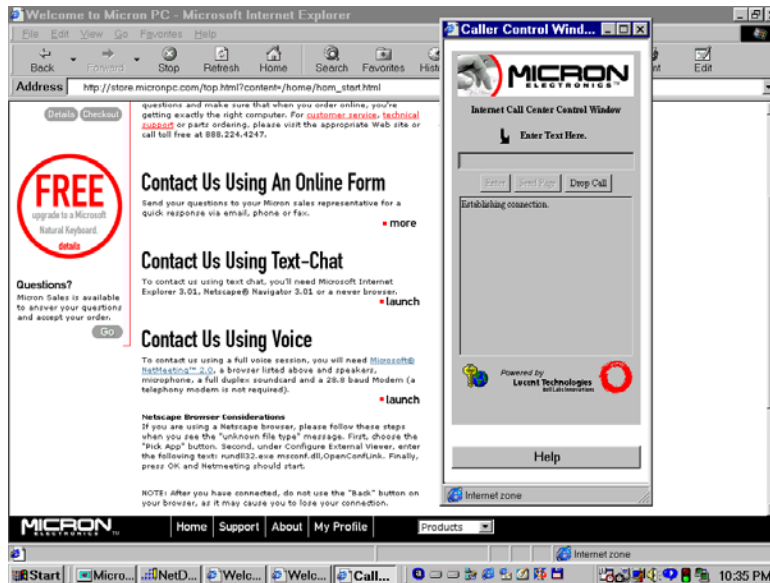 Welcome to Micron PC - Microsoft Internet Explorer
File Edit View Go Favorites Help
Back Forward Stop Refresh Home Search Favorites Hist nt Edit
Address http://store.micronpc.com/top.html?content=/home/hom_start.html
Details Checkout
FREE
upgrade to a Microsoft
Natural Keyboard.
details
Questions?
Micron Sales is available
to answer your questions
and accept your order.
Go
questions and make sure that when you order online, you're
getting exactly the right computer. For customer service, technical
support or parts ordering, please visit the appropriate Web site or
call toll free at 888.224.4247.
Contact Us Using An Online Form
Send your questions to your Micron sales representative for a
quick response via email, phone or fax.
more
Contact Us Using Text-Chat
To contact us using text chat, you'll need Microsoft Internet
Explorer 3.01, Netscape® Navigator 3.01 or a newer browser.
launch
Contact Us Using Voice
To contact us using a full voice session, you will need Microsoft®
NetMeeting™ 2.0, a browser listed above and speakers,
microphone, a full duplex soundcard and a 28.8 baud Modem (a
telephony modem is not required).
launch
Netscape Browser Considerations
If you are using a Netscape browser, please follow these steps
when you see the "unknown file type" message. First, choose the
"Pick App" button. Second, under Configure External Viewer, enter
the following text: rundll32.exe msconf.dll,OpenConfLink. Finally,
press OK and Netmeeting should start.
NOTE: After you have connected, do not use the "Back" button on
your browser, as it may cause you to lose your connection.
Caller Control Wind...
MICRON
ELECTRONICS™
Internet Call Center Control Window
Enter Text Here.
Enter Send Page Drop Call
Establishing connection.
Powered by
Lucent Technologies
Bell Labs Innovations
Help
Internet zone
MICRON
ELECTRONICS TM
Home Support About My Profile Products
Internet zone
Start Micro... NetD... Welc... Welc... Call... 10:35 PM